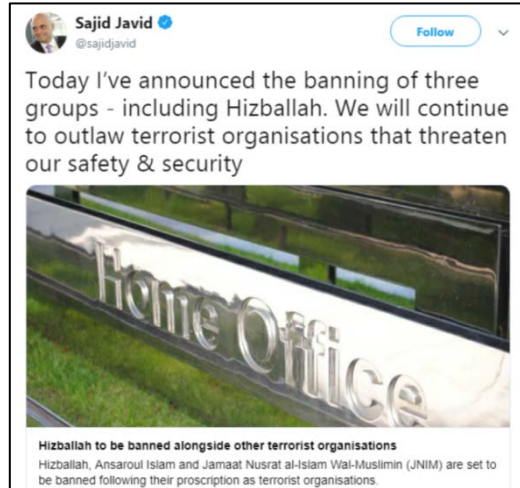 Sajid Javid
@sajidjavid
Follow
Today I've announced the banning of three
groups - including Hizballah. We will continue
to outlaw terrorist organisations that threaten
our safety & security
Home Office
Hizballah to be banned alongside other terrorist organisations
Hizballah, Ansaroul Islam and Jamaat Nusrat al-Islam Wal-Muslimin (JNIM) are set to
be banned following their proscription as terrorist organisations.